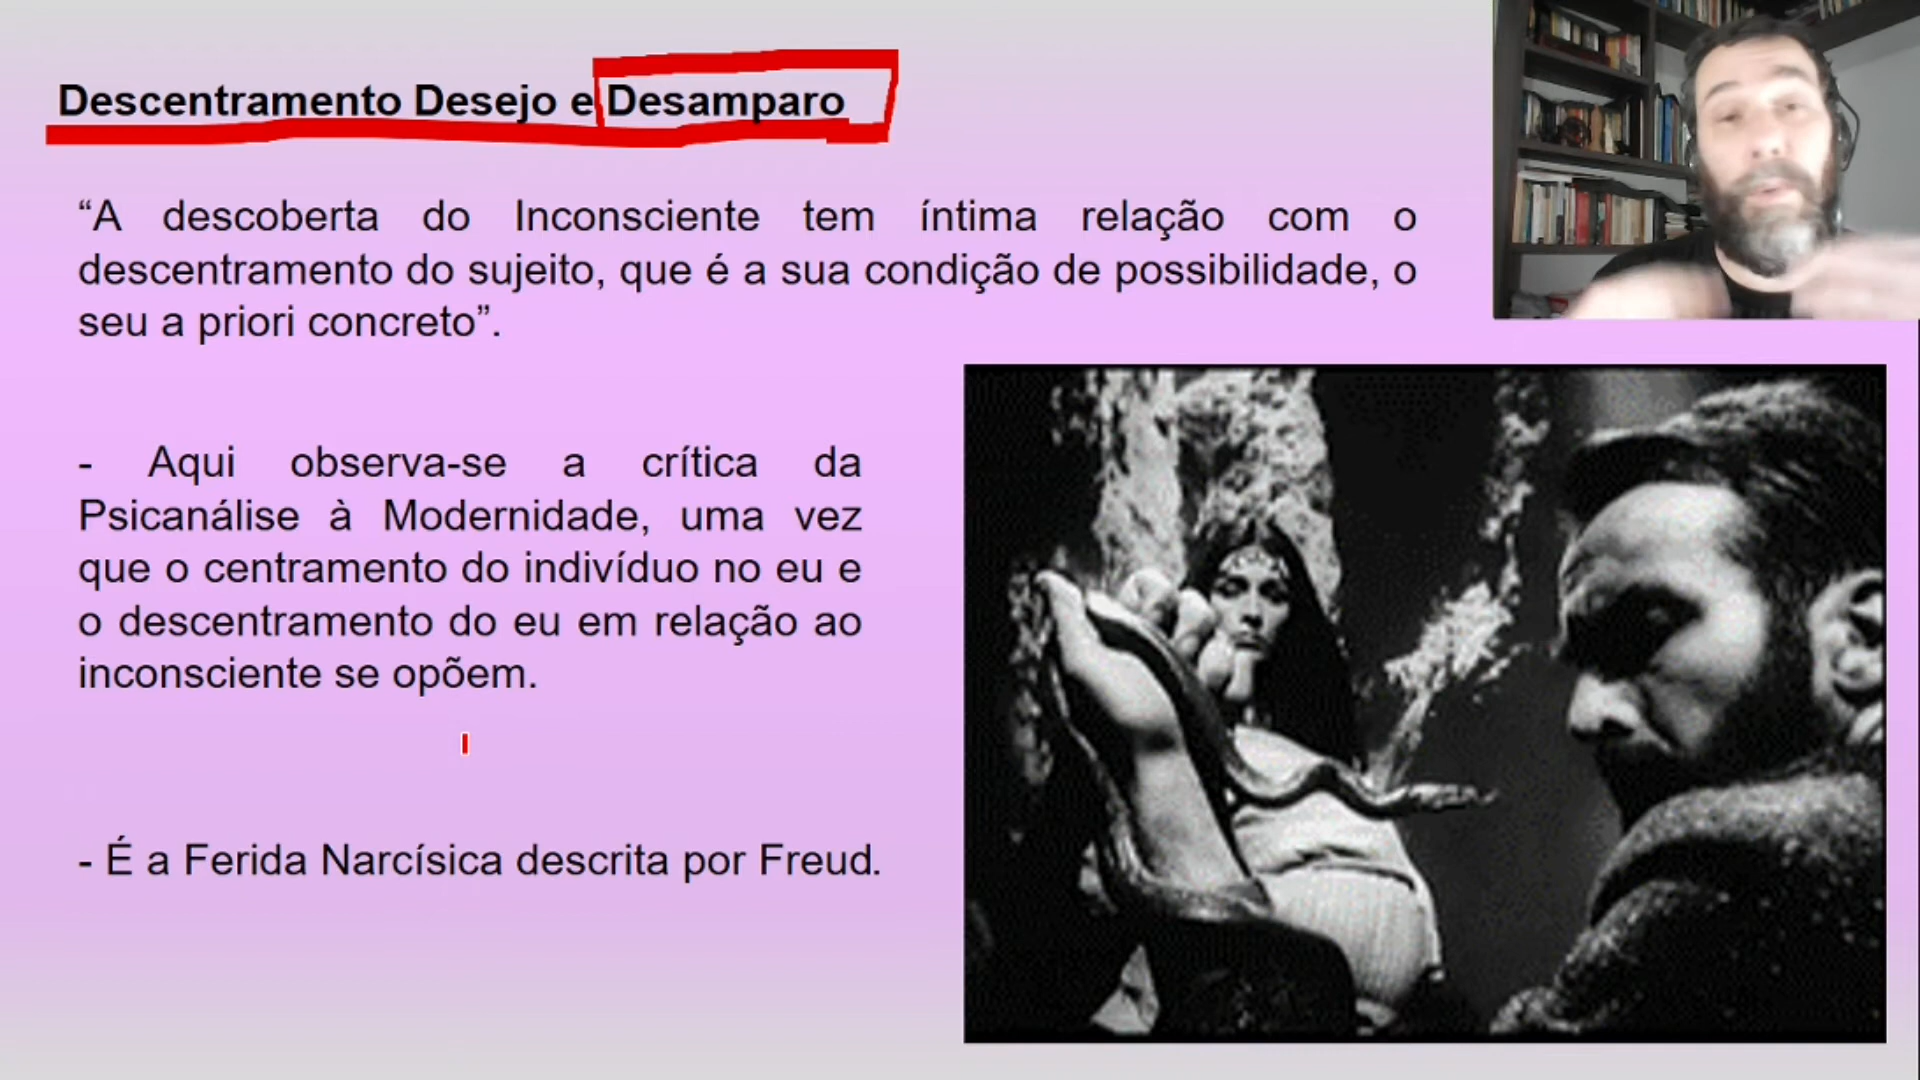 Descentramento Desejo e Desamparo
“A descoberta do Inconsciente tem íntima relação com o
descentramento do sujeito, que é a sua condição de possibilidade, o
seu a priori concreto”.
- Aqui observa-se a crítica da
Psicanálise à Modernidade, uma vez
que o centramento do indivíduo no eu e
o descentramento do eu em relação ao
inconsciente se opõem.
- É a Ferida Narcísica descrita por Freud.